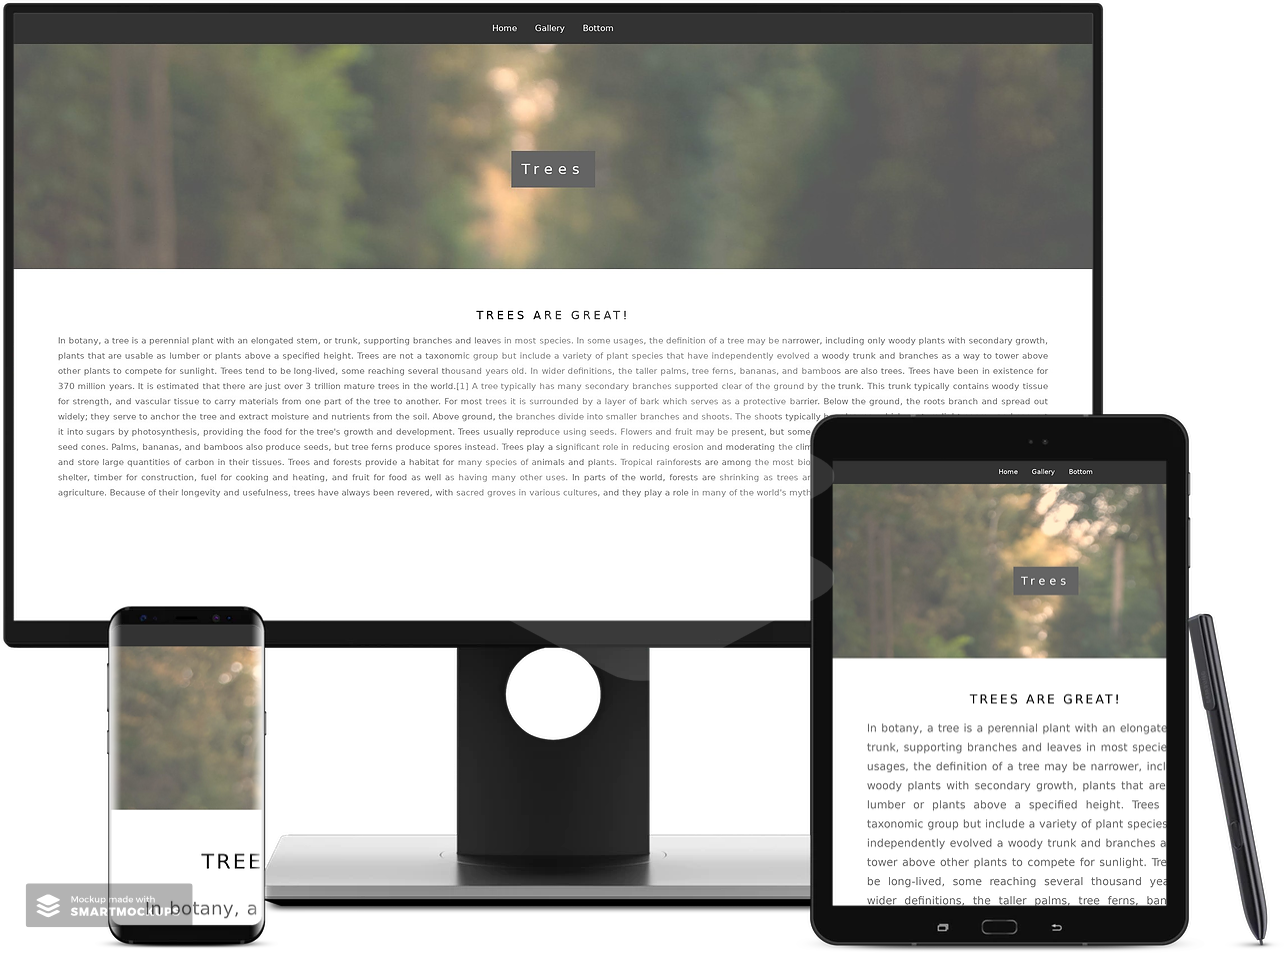 Home Gallery Bottom
Trees
TREES ARE GREAT!
In botany, a tree is a perennial plant with an elongated stem, or trunk, supporting branches and leaves in most species. In some usages, the definition of a tree may be narrower, including only woody plants with secondary growth,
plants that are usable as lumber or plants above a specified height. Trees are not a taxonomic group but include a variety of plant species that have independently evolved a woody trunk and branches as a way to tower above
other plants to compete for sunlight. Trees tend to be long-lived, some reaching several thousand years old. In wider definitions, the taller palms, tree ferns, bananas, and bamboos are also trees. Trees have been in existence for
370 million years. It is estimated that there are just over 3 trillion mature trees in the world.[1] A tree typically has many secondary branches supported clear of the ground by the trunk. This trunk typically contains woody tissue
for strength, and vascular tissue to carry materials from one part of the tree to another. For most trees it is surrounded by a layer of bark which serves as a protective barrier. Below the ground, the roots branch and spread out
widely; they serve to anchor the tree and extract moisture and nutrients from the soil. Above ground, the branches divide into smaller branches and shoots. The shoots typically
it into sugars by photosynthesis, providing the food for the tree's growth and development. Trees usually reproduce using seeds. Flowers and fruit may be present, but some
seed cones. Palms, bananas, and bamboos also produce seeds, but tree ferns produce spores instead. Trees play a significant role in reducing erosion and moderating the clim
and store large quantities of carbon in their tissues. Trees and forests provide a habitat for many species of animals and plants. Tropical rainforests are among the most bio
shelter, timber for construction, fuel for cooking and heating, and fruit for food as well as having many other uses. In parts of the world, forests are shrinking as trees ar
agriculture. Because of their longevity and usefulness, trees have always been revered, with sacred groves in various cultures, and they play a role in many of the world's myth
Home Gallery Bottom
Trees
TREES ARE GREAT!
In botany, a tree is a perennial plant with an elongate
trunk, supporting branches and leaves in most specie
usages, the definition of a tree may be narrower, incl
woody plants with secondary growth, plants that are
lumber or plants above a specified height. Trees
taxonomic group but include a variety of plant species
independently evolved a woody trunk and branches a
tower above other plants to compete for sunlight. Tre
be long-lived, some reaching several thousand yea
wider definitions, the taller palms, tree ferns, ban
TREE
In botany, a
Mockup made with
SMARTMOCKUPS